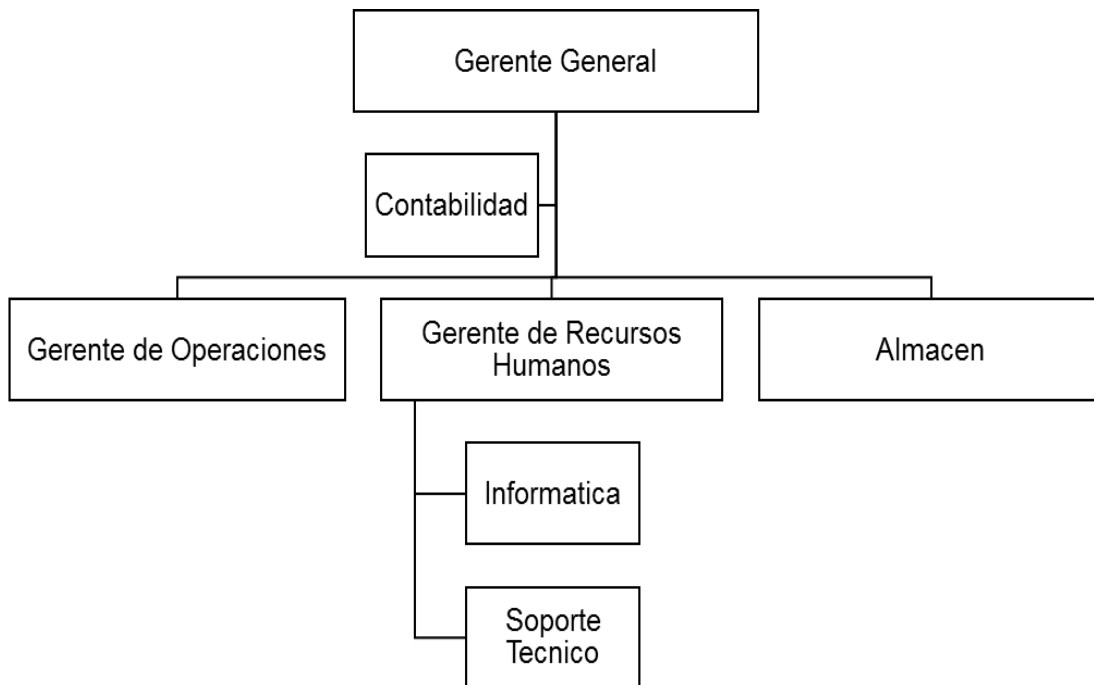 Gerente General
Contabilidad
Gerente de Operaciones
Gerente de Recursos
Humanos
Almacen
Informatica
Soporte
Tecnico